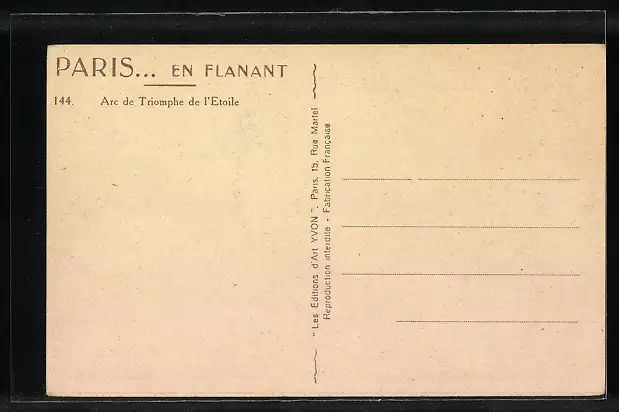 PARIS... EN FLANANT
144. Arc de Triomphe de l'Etoile
"Les Editions d'Art YVON", Paris, 15, Rue Martel
Reproduction interdite - Fabrication Française